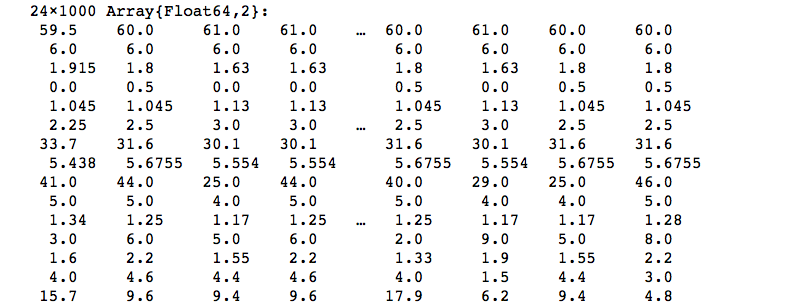 24×1000 Array{Float64,2}:
59.5 60.0 61.0 61.0 … 60.0 61.0 60.0 60.0
6.0 6.0 6.0 6.0 6.0 6.0 6.0 6.0
1.915 1.8 1.63 1.63 1.8 1.63 1.8 1.8
0.0 0.5 0.0 0.0 0.5 0.0 0.5 0.5
1.045 1.045 1.13 1.13 1.045 1.13 1.045 1.045
2.25 2.5 3.0 3.0 … 2.5 3.0 2.5 2.5
33.7 31.6 30.1 30.1 31.6 30.1 31.6 31.6
5.438 5.6755 5.554 5.554 5.6755 5.554 5.6755 5.6755
41.0 44.0 25.0 44.0 40.0 29.0 25.0 46.0
5.0 5.0 4.0 5.0 5.0 4.0 4.0 5.0
1.34 1.25 1.17 1.25 … 1.25 1.17 1.17 1.28
3.0 6.0 5.0 6.0 2.0 9.0 5.0 8.0
1.6 2.2 1.55 2.2 1.33 1.9 1.55 2.2
4.0 4.6 4.4 4.6 4.0 1.5 4.4 3.0
15.7 9.6 9.4 9.6 17.9 6.2 9.4 4.8